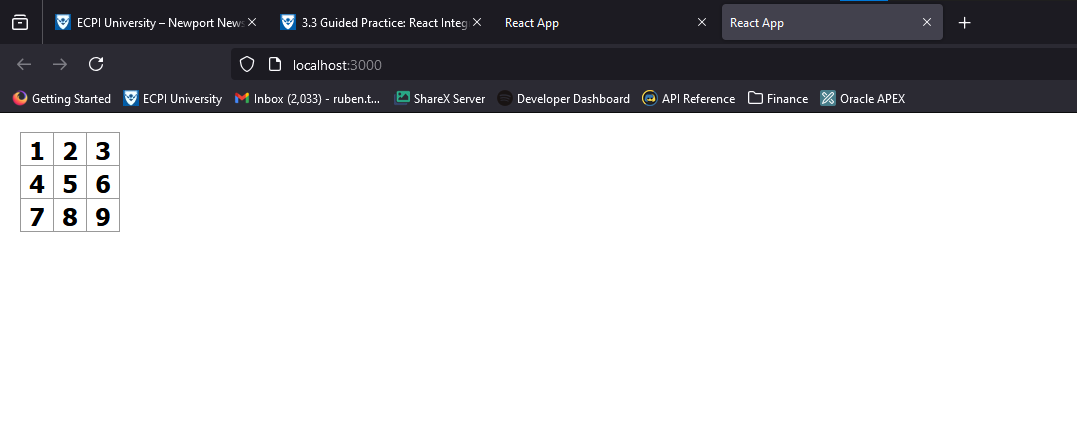 ECPI University – Newport News
3.3 Guided Practice: React Integ
React App
React App
localhost:3000
Getting Started
ECPI University
Inbox (2,033) - ruben.t...
ShareX Server
Developer Dashboard
API Reference
Finance
Oracle APEX
1 2 3
4 5 6
7 8 9